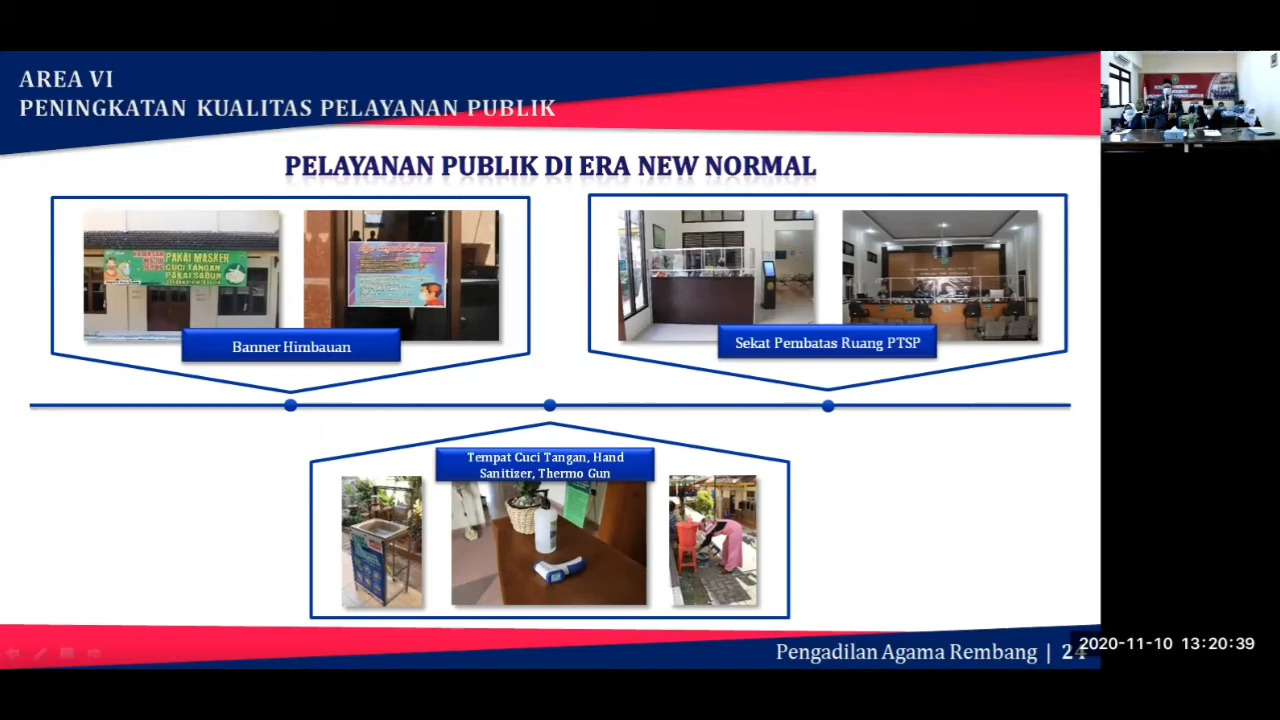 AREA VI
PENINGKATAN KUALITAS PELAYANAN PUBLIK
PELAYANAN PUBLIK DI ERA NEW NORMAL
PAKAI MASKER
CUCI TANGAN
PAKAI SABUN
Banner Himbauan
Sekat Pembatas Ruang PTSP
Tempat Cuci Tangan, Hand
Sanitizer, Thermo Gun
Pengadilan Agama Rembang | 24
2020-11-10 13:20:39